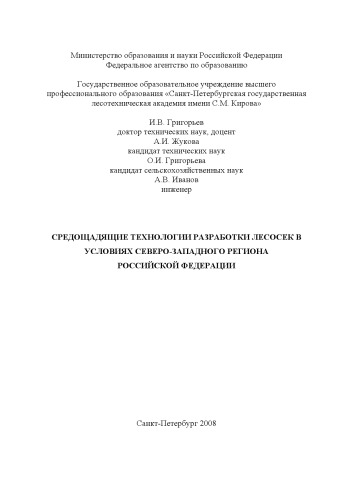 Министерство образования и науки Российской Федерации
Федеральное агентство по образованию
Государственное образовательное учреждение высшего
профессионального образования «Санкт-Петербургская государственная
лесотехническая академия имени С.М. Кирова»
И.В. Григорьев
доктор технических наук, доцент
А.И. Жукова
кандидат технических наук
О.И. Григорьева
кандидат сельскохозяйственных наук
А.В. Иванов
инженер
СРЕДОЩАДЯЩИЕ ТЕХНОЛОГИИ РАЗРАБОТКИ ЛЕСОСЕК В
УСЛОВИЯХ СЕВЕРО-ЗАПАДНОГО РЕГИОНА
РОССИЙСКОЙ ФЕДЕРАЦИИ
Санкт-Петербург 2008